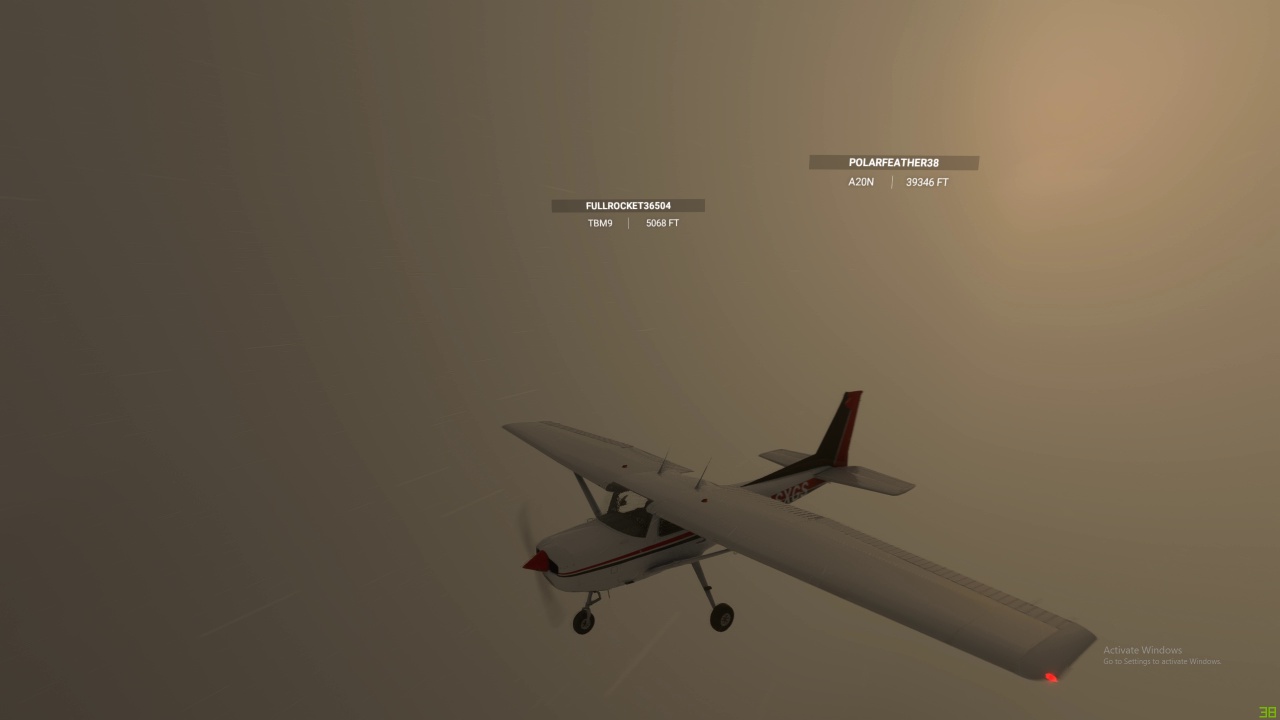 POLARFEATHER38
A20N | 39346 FT
FULLROCKET36504
TBM9 | 5068 FT
Activate Windows
Go to Settings to activate Windows.
38